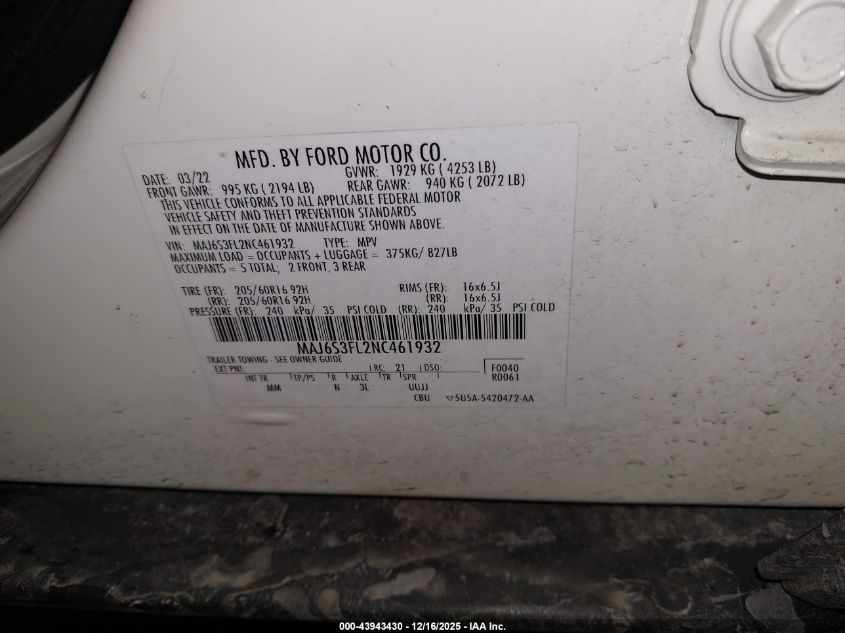 MFD. BY FORD MOTOR CO.
DATE: 03/22 GVWR: 1929 KG ( 4253 LB)
FRONT GAWR: 995 KG ( 2194 LB) REAR GAWR: 940 KG ( 2072 LB)
THIS VEHICLE CONFORMS TO ALL APPLICABLE FEDERAL MOTOR
VEHICLE SAFETY AND THEFT PREVENTION STANDARDS
IN EFFECT ON THE DATE OF MANUFACTURE SHOWN ABOVE.
VIN: MAJ6S3FL2NC461932 TYPE: MPV
MAXIMUM LOAD = OCCUPANTS + LUGGAGE = 375KG/ 827LB
OCCUPANTS = 5 TOTAL; 2 FRONT, 3 REAR
TIRE (FR): 205/60R16 92H RIMS (FR): 16x6.5J
(RR): 205/60R16 92H (RR): 16x6.5J
PRESSURE (FR): 240 kPa/ 35 PSI COLD (RR): 240 kPa/ 35 PSI COLD
MAJ6S3FL2NC461932
TRAILER TOWING - SEE OWNER GUIDE
EXT PNT: RC: 21 DSO: F0040
INT TR TP/PS R AXLE TR SPR R0061
MM N 3L UUJJ
CBU SU5A-5420472-AA
000-43943430 - 12/16/2025 - IAA Inc.